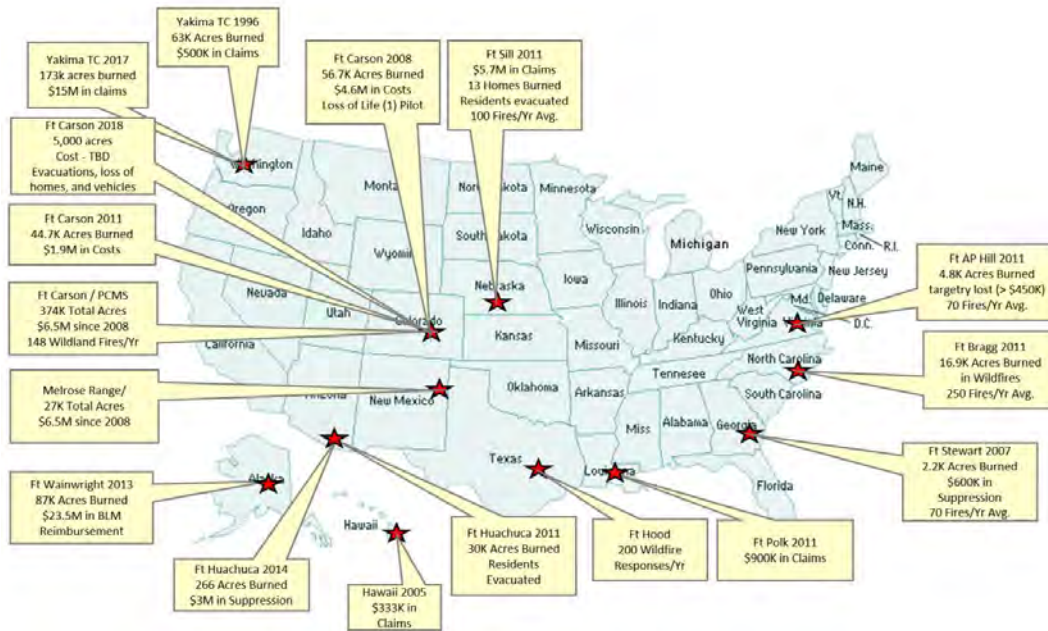 Yakima TC 1996
63K Acres Burned
$500K in Claims
Yakima TC 2017
173k acres burned
$15M in claims
Ft Carson 2008
56.7K Acres Burned
$4.6M in Costs
Loss of Life (1) Pilot
Ft Sill 2011
$5.7M in Claims
13 Homes Burned
Residents evacuated
100 Fires/Yr Avg.
Ft Carson 2018
5,000 acres
Cost - TBD
Evacuations, loss of
homes, and vehicles
Ft Carson 2011
44.7K Acres Burned
$1.9M in Costs
Ft Carson / PCMS
374K Total Acres
$6.5M since 2008
148 Wildland Fires/Yr
Melrose Range/
27K Total Acres
$6.5M since 2008
Ft Wainwright 2013
87K Acres Burned
$23.5M in BLM
Reimbursement
Ft Huachuca 2014
266 Acres Burned
$3M in Suppression
Hawaii 2005
$333K in
Claims
Ft Huachuca 2011
30K Acres Burned
Residents
Evacuated
Ft Hood
200 Wildfire
Responses/Yr
Ft Polk 2011
$900K in Claims
Ft Stewart 2007
2.2K Acres Burned
$600K in
Suppression
70 Fires/Yr Avg.
Ft Bragg 2011
16.9K Acres Burned
in Wildfires
250 Fires/Yr Avg.
Ft AP Hill 2011
4.8K Acres Burned
targetry lost (> $450K)
70 Fires/Yr Avg.
Oregon
Idaho
Nevada
Utah
California
Colorado
New Mexico
Nebraska
Kansas
Oklahoma
Texas
Minnesota
Iowa
Missouri
Arkansas
Wisconsin
Illinois
Michigan
Indiana
Ohio
Kentucky
Tennesee
Miss
Alabama
Georgia
Florida
South Carolina
North Carolina
West
Virginia
Pennsylvania
New York
Vt.
N.H.
Maine
Mass.
Conn.
R.I.
New Jersey
Delaware
Md.
D.C.
Hawaii